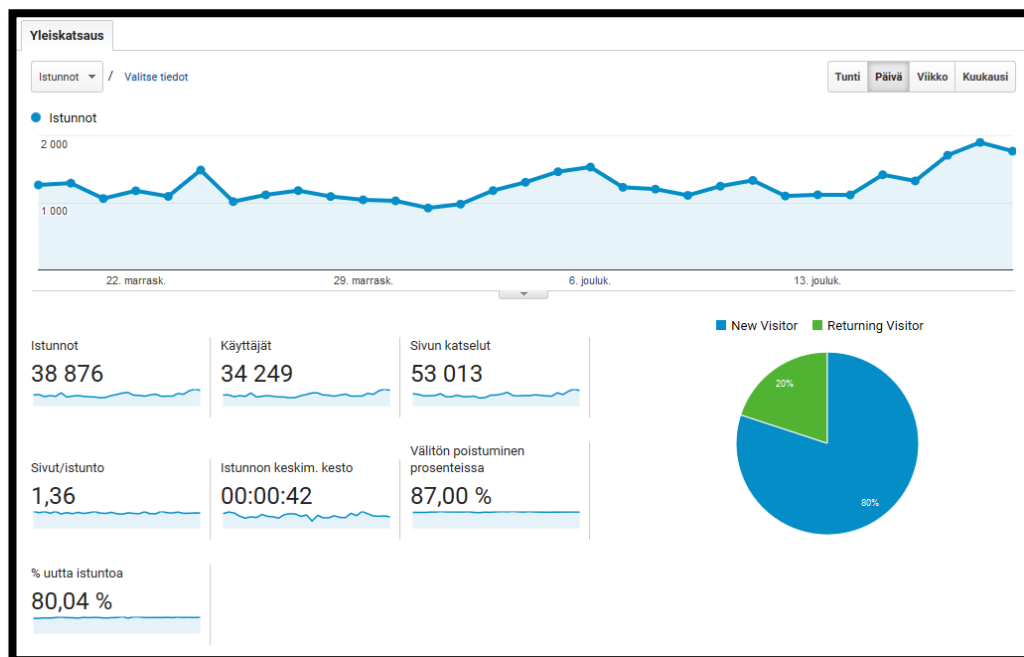 Yleiskatsaus
Istunnot / Valitse tiedot
Tunti Päivä Viikko Kuukausi
Istunnot
2 000
1 000
22. marrask. 29. marrask. 6. jouluk. 13. jouluk.
New Visitor Returning Visitor
Istunnot
38 876
Käyttäjät
34 249
Sivun katselut
53 013
20%
80%
Sivut/istunto
1,36
Istunnon keskim. kesto
00:00:42
Välitön poistuminen
prosenteissa
87,00 %
% uutta istuntoa
80,04 %